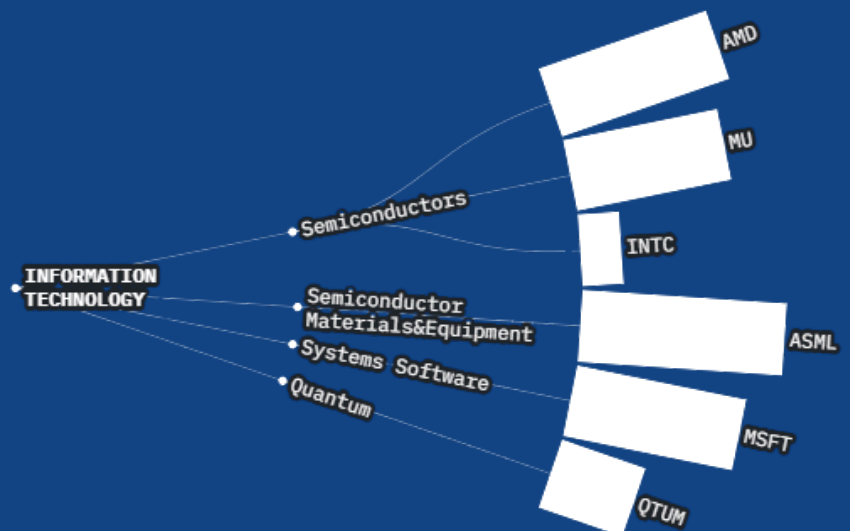 INFORMATION
TECHNOLOGY
Semiconductors
AMD
MU
INTC
Semiconductor
Materials&Equipment
ASML
Systems Software
MSFT
Quantum
QTUM